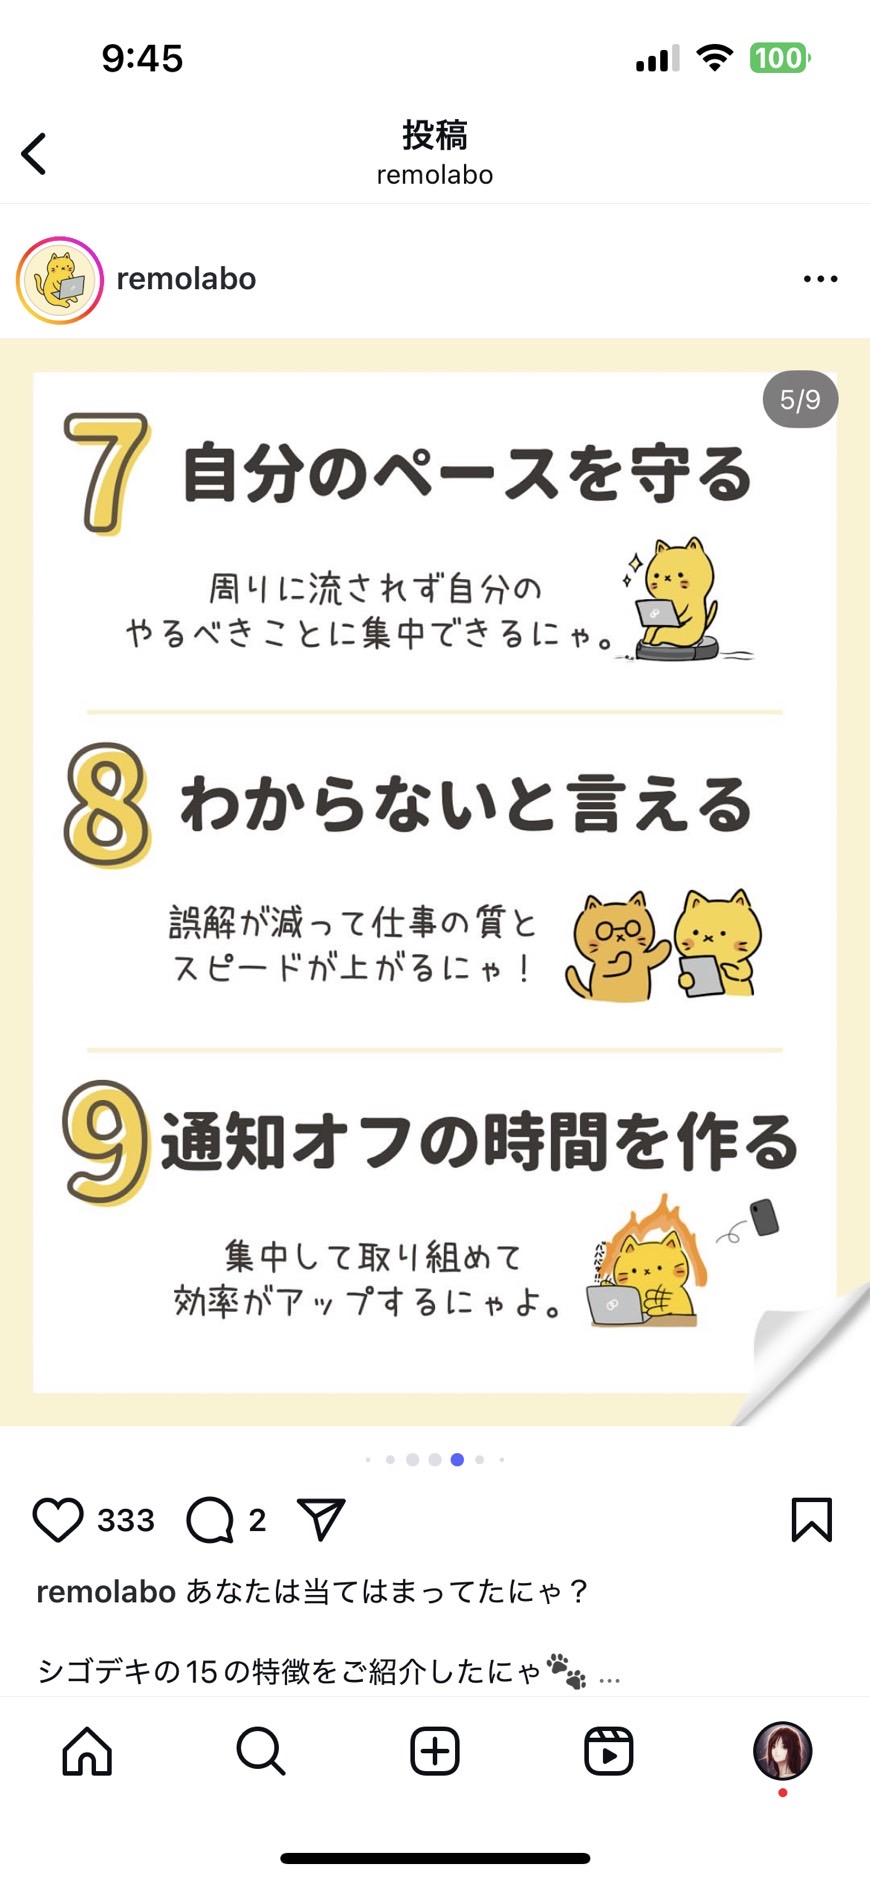 9:45
100
投稿
remolabo
remolabo
5/9
7 自分のペースを守る
周りに流されず自分の
やるべきことに集中できるにゃ。
8 わからないと言える
誤解が減って仕事の質と
スピードが上がるにゃ！
9 通知オフの時間を作る
集中して取り組めて
効率がアップするにゃよ。
333 2
remolabo あなたは当てはまってたにゃ？
シゴデキの15の特徴をご紹介したにゃ🐾 ...